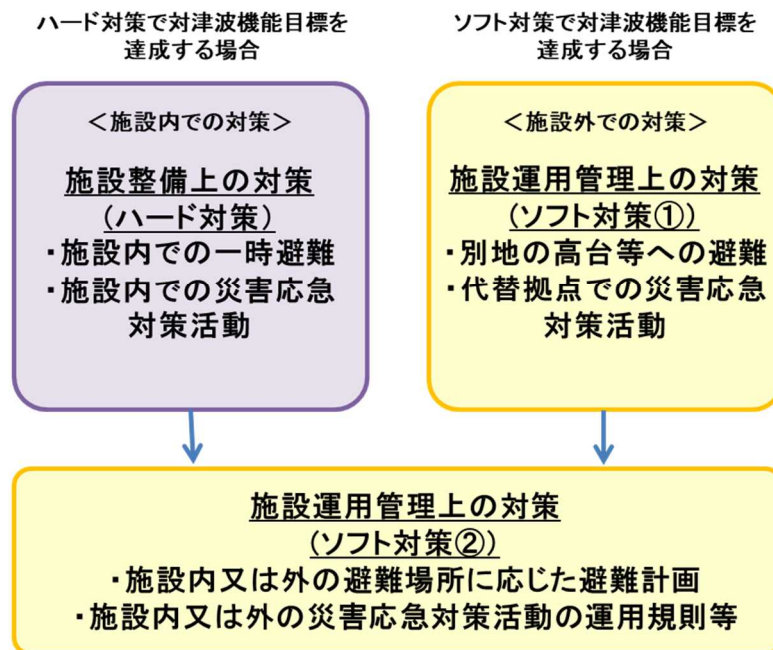 ハード対策で対津波機能目標を
達成する場合
ソフト対策で対津波機能目標を
達成する場合
＜施設内での対策＞
施設整備上の対策
(ハード対策)
・施設内での一時避難
・施設内での災害応急
対策活動
＜施設外での対策＞
施設運用管理上の対策
(ソフト対策①)
・別地の高台等への避難
・代替拠点での災害応急
対策活動
施設運用管理上の対策
(ソフト対策②)
・施設内又は外の避難場所に応じた避難計画
・施設内又は外の災害応急対策活動の運用規則等